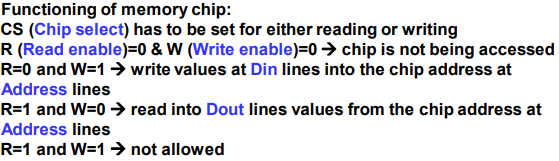 Functioning of memory chip:
CS (Chip select) has to be set for either reading or writing
R (Read enable)=0 & W (Write enable)=0 → chip is not being accessed
R=0 and W=1 → write values at Din lines into the chip address at
Address lines
R=1 and W=0 → read into Dout lines values from the chip address at
Address lines
R=1 and W=1 → not allowed